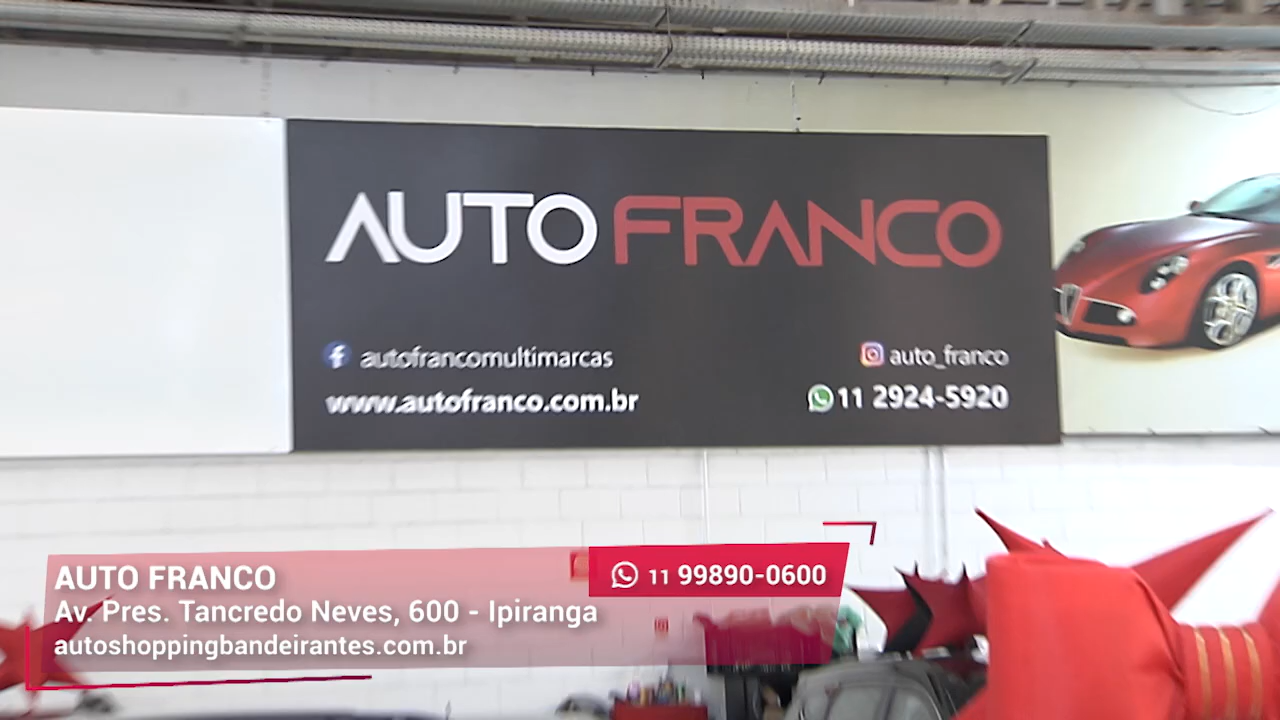 AUTO FRANCO
autofrancomultimarcas
auto_franco
www.autofranco.com.br
11 2924-5920
AUTO FRANCO
11 99890-0600
Av. Pres. Tancredo Neves, 600 - Ipiranga
autoshoppingbandeirantes.com.br